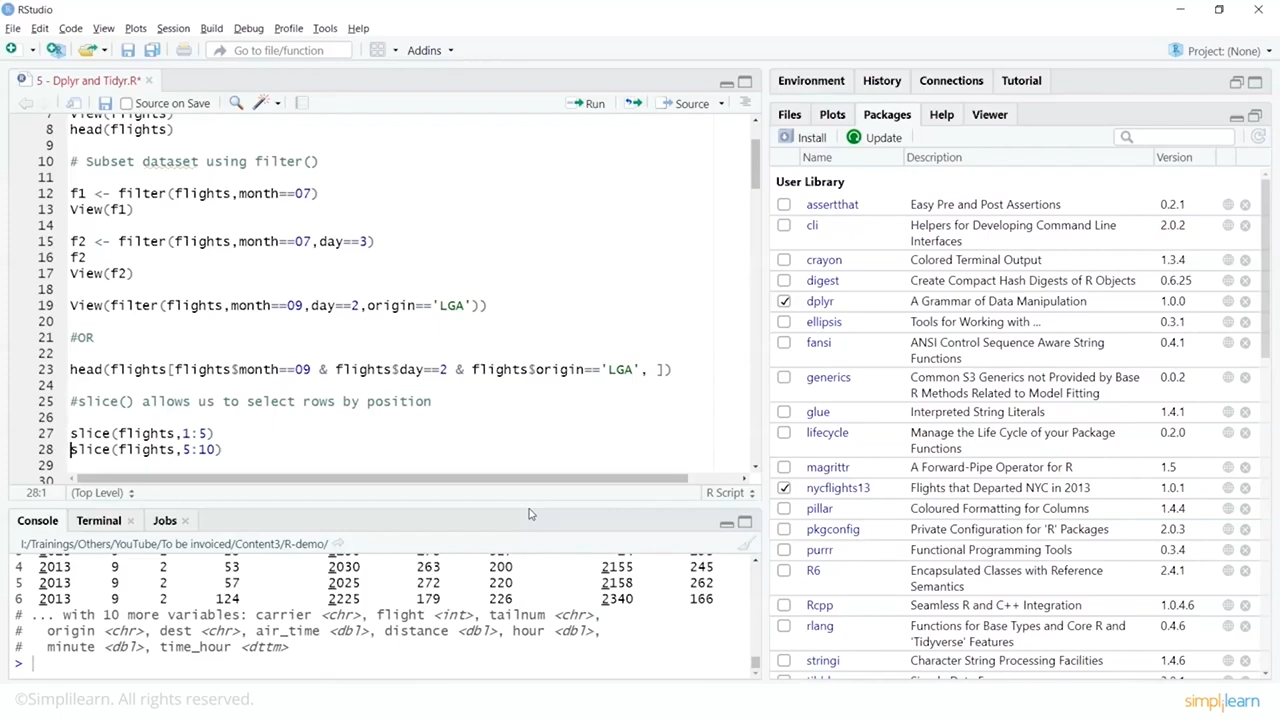 RStudio
File Edit Code View Plots Session Build Debug Profile Tools Help
Go to file/function Addins Project: (None)
5 - Dplyr and Tidyr.R*
Source on Save Run Source
7 View(flights)
8 head(flights)
9
10 # Subset dataset using filter()
11
12 f1 <- filter(flights,month==07)
13 View(f1)
14
15 f2 <- filter(flights,month==07,day==3)
16 f2
17 View(f2)
18
19 View(filter(flights,month==09,day==2,origin=='LGA'))
20
21 #OR
22
23 head(flights[flights$month==09 & flights$day==2 & flights$origin=='LGA', ])
24
25 #slice() allows us to select rows by position
26
27 slice(flights,1:5)
28 slice(flights,5:10)
29
30
28:1 (Top Level) R Script
Console Terminal Jobs
I:/Trainings/Others/YouTube/To be invoiced/Content3/R-demo/
4 2013 9 2 53 2030 263 200 2155 245
5 2013 9 2 57 2025 272 220 2158 262
6 2013 9 2 124 2225 179 226 2340 166
# ... with 10 more variables: carrier <chr>, flight <int>, tailnum <chr>,
# origin <chr>, dest <chr>, air_time <dbl>, distance <dbl>, hour <dbl>,
# minute <dbl>, time_hour <dttm>
>
Environment History Connections Tutorial
Files Plots Packages Help Viewer
Install Update
Name Description Version
User Library
assertthat Easy Pre and Post Assertions 0.2.1
cli Helpers for Developing Command Line 2.0.2
Interfaces
crayon Colored Terminal Output 1.3.4
digest Create Compact Hash Digests of R Objects 0.6.25
dplyr A Grammar of Data Manipulation 1.0.0
ellipsis Tools for Working with ... 0.3.1
fansi ANSI Control Sequence Aware String 0.4.1
Functions
generics Common S3 Generics not Provided by Base 0.0.2
R Methods Related to Model Fitting
glue Interpreted String Literals 1.4.1
lifecycle Manage the Life Cycle of your Package 0.2.0
Functions
magrittr A Forward-Pipe Operator for R 1.5
nycflights13 Flights that Departed NYC in 2013 1.0.1
pillar Coloured Formatting for Columns 1.4.4
pkgconfig Private Configuration for 'R' Packages 2.0.3
purrr Functional Programming Tools 0.3.4
R6 Encapsulated Classes with Reference 2.4.1
Semantics
Rcpp Seamless R and C++ Integration 1.0.4.6
rlang Functions for Base Types and Core R and 0.4.6
'Tidyverse' Features
stringi Character String Processing Facilities 1.4.6
©Simplilearn. All rights reserved.
simplilearn